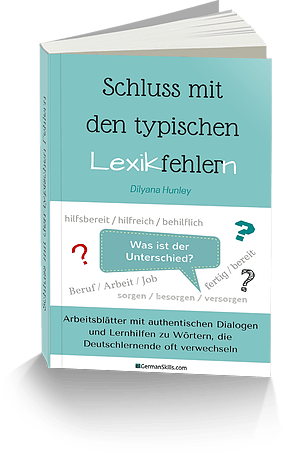 Schluss mit
den typischen
Lexikfehlern
Dilyana Hunley
hilfsbereit / hilfreich / behilflich
?
?
Was ist der
Unterschied?
fertig / bereit
?
Beruf / Arbeit / Job
sorgen / besorgen / versorgen
Arbeitsblätter mit authentischen Dialogen
und Lernhilfen zu Wörtern, die
Deutschlernende oft verwechseln
GermanSkills.com